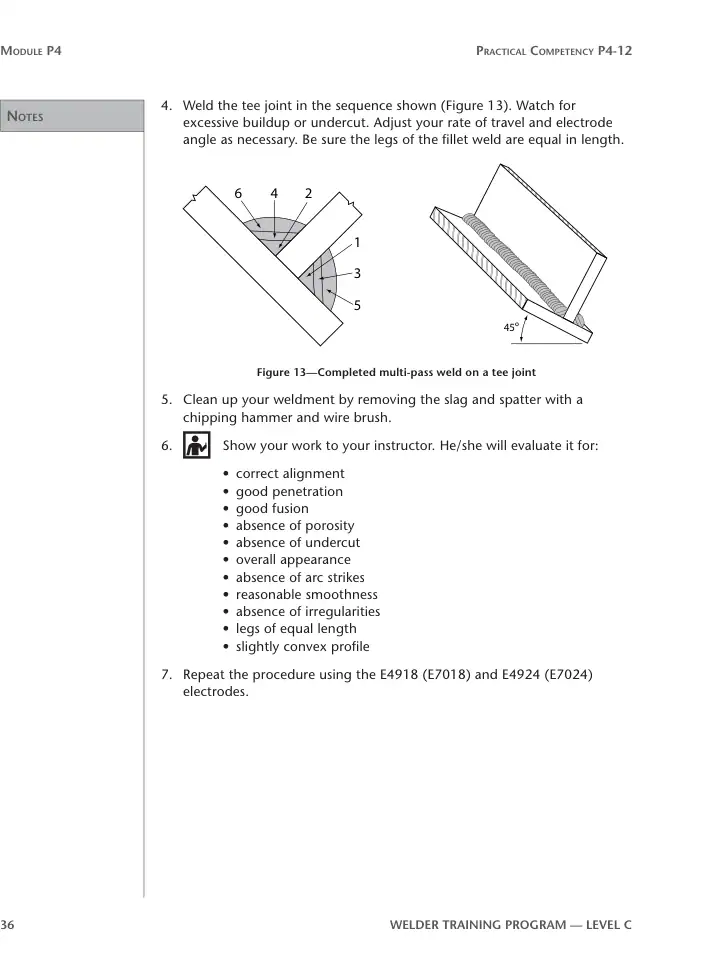 MODULE P4
PRACTICAL COMPETENCY P4-12
NOTES
4. Weld the tee joint in the sequence shown (Figure 13). Watch for
excessive buildup or undercut. Adjust your rate of travel and electrode
angle as necessary. Be sure the legs of the fillet weld are equal in length.
6 4 2
1
3
5
45°
Figure 13—Completed multi-pass weld on a tee joint
5. Clean up your weldment by removing the slag and spatter with a
chipping hammer and wire brush.
6. Show your work to your instructor. He/she will evaluate it for:
• correct alignment
• good penetration
• good fusion
• absence of porosity
• absence of undercut
• overall appearance
• absence of arc strikes
• reasonable smoothness
• absence of irregularities
• legs of equal length
• slightly convex profile
7. Repeat the procedure using the E4918 (E7018) and E4924 (E7024)
electrodes.
36
WELDER TRAINING PROGRAM — LEVEL C